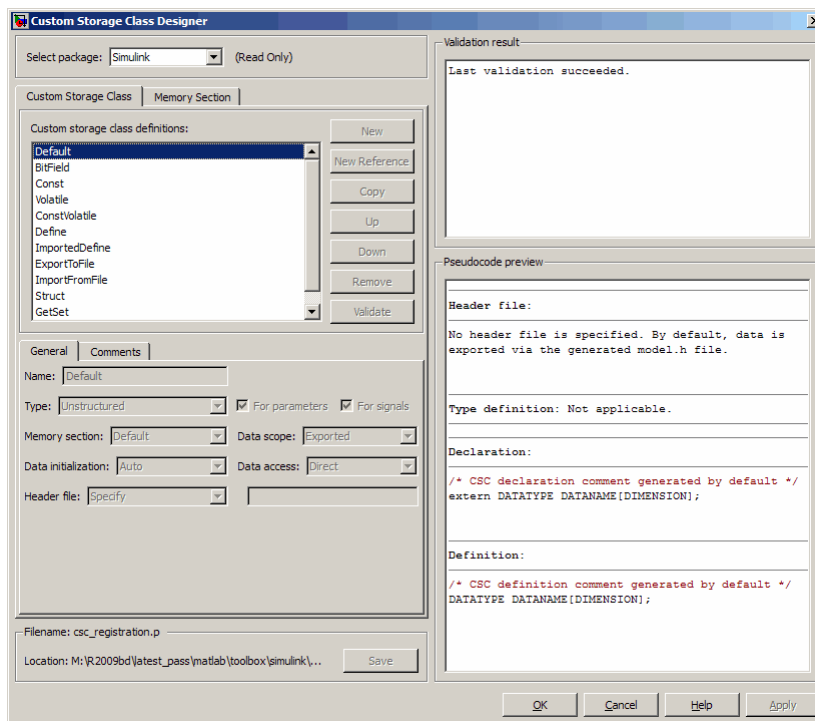 Custom Storage Class Designer
Select package: Simulink (Read Only)
Custom Storage Class Memory Section
Custom storage class definitions:
Default
BitField
Const
Volatile
ConstVolatile
Define
ImportedDefine
ExportToFile
ImportFromFile
Struct
GetSet
New
New Reference
Copy
Up
Down
Remove
Validate
General Comments
Name: Default
Type: Unstructured For parameters For signals
Memory section: Default Data scope: Exported
Data initialization: Auto Data access: Direct
Header file: Specify
Filename: csc_registration.p
Location: M:\R2009bd\latest_pass\matlab\toolbox\simulink\... Save
Validation result
Last validation succeeded.
Pseudocode preview
Header file:
No header file is specified. By default, data is
exported via the generated model.h file.
Type definition: Not applicable.
Declaration:
/* CSC declaration comment generated by default */
extern DATATYPE DATANAME[DIMENSION];
Definition:
/* CSC definition comment generated by default */
DATATYPE DATANAME[DIMENSION];
OK Cancel Help Apply